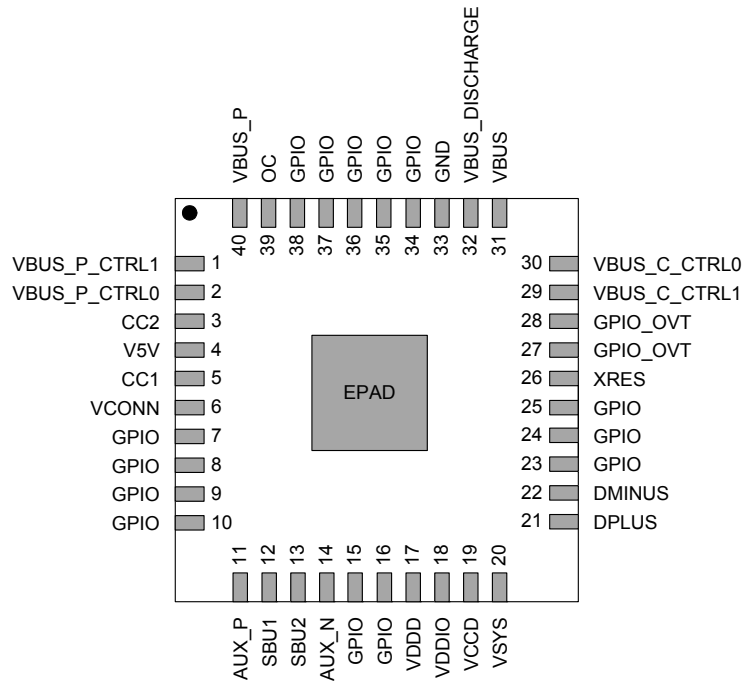 VBUS_P
OC
GPIO
GPIO
GPIO
GPIO
GPIO
GND
VBUS_DISCHARGE
VBUS
40
39
38
37
36
35
34
33
32
31
VBUS_P_CTRL1 1
VBUS_P_CTRL0 2
CC2 3
V5V 4
CC1 5
VCONN 6
GPIO 7
GPIO 8
GPIO 9
GPIO 10
EPAD
30 VBUS_C_CTRL0
29 VBUS_C_CTRL1
28 GPIO_OVT
27 GPIO_OVT
26 XRES
25 GPIO
24 GPIO
23 GPIO
22 DMINUS
21 DPLUS
11
12
13
14
15
16
17
18
19
20
AUX_P
SBU1
SBU2
AUX_N
GPIO
GPIO
VDDD
VDDIO
VCCD
VSYS